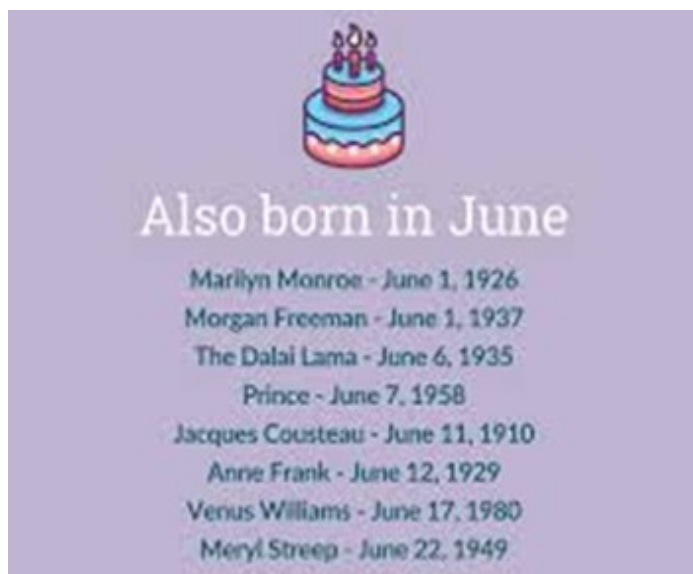 Also born in June
Marilyn Monroe - June 1, 1926
Morgan Freeman - June 1, 1937
The Dalai Lama - June 6, 1935
Prince - June 7, 1958
Jacques Cousteau - June 11, 1910
Anne Frank - June 12, 1929
Venus Williams - June 17, 1980
Meryl Streep - June 22, 1949